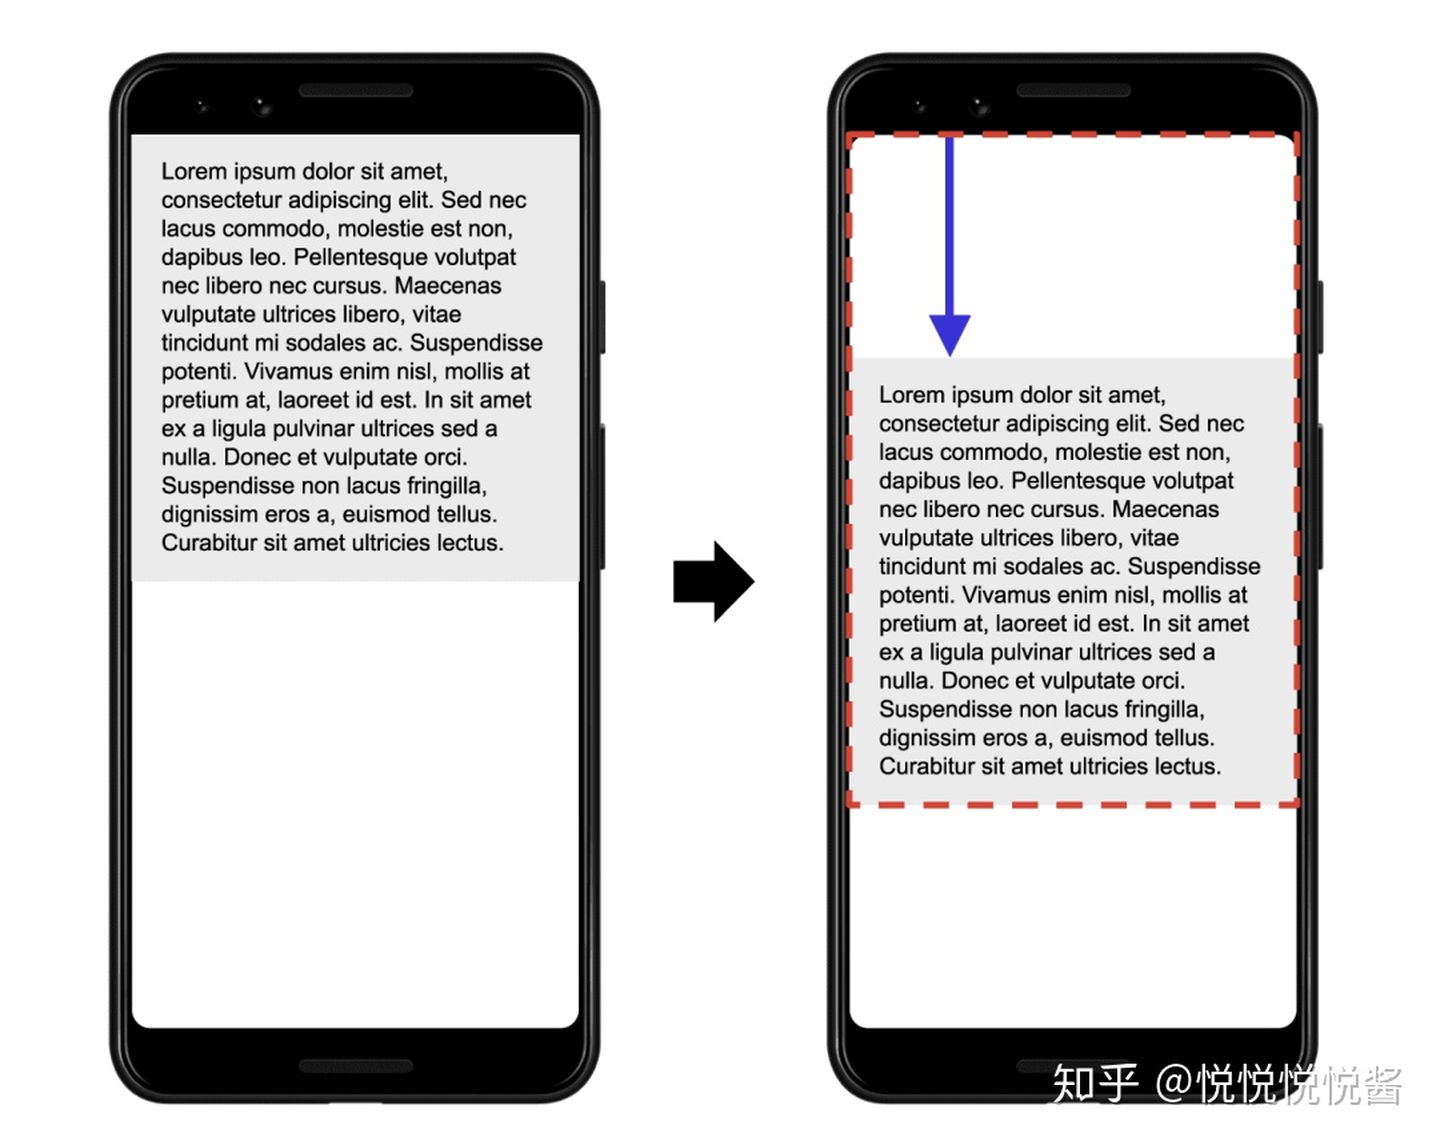 Lorem ipsum dolor sit amet,
consectetur adipiscing elit. Sed nec
lacus commodo, molestie est non,
dapibus leo. Pellentesque volutpat
nec libero nec cursus. Maecenas
vulputate ultrices libero, vitae
tincidunt mi sodales ac. Suspendisse
potenti. Vivamus enim nisl, mollis at
pretium at, laoreet id est. In sit amet
ex a ligula pulvinar ultrices sed a
nulla. Donec et vulputate orci.
Suspendisse non lacus fringilla,
dignissim eros a, euismod tellus.
Curabitur sit amet ultricies lectus.
Lorem ipsum dolor sit amet,
consectetur adipiscing elit. Sed nec
lacus commodo, molestie est non,
dapibus leo. Pellentesque volutpat
nec libero nec cursus. Maecenas
vulputate ultrices libero, vitae
tincidunt mi sodales ac. Suspendisse
potenti. Vivamus enim nisl, mollis at
pretium at, laoreet id est. In sit amet
ex a ligula pulvinar ultrices sed a
nulla. Donec et vulputate orci.
Suspendisse non lacus fringilla,
dignissim eros a, euismod tellus.
Curabitur sit amet ultricies lectus.
知乎 @悦悦悦悦酱